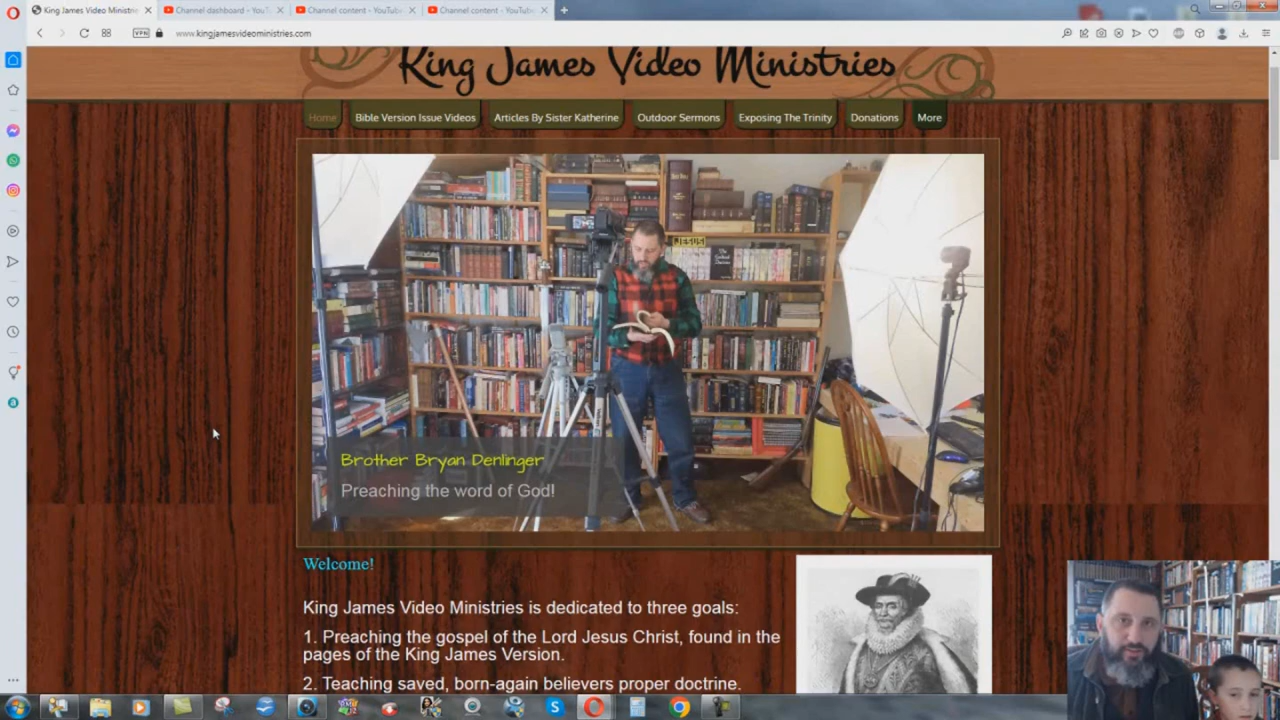 King James Video Ministrie
Channel dashboard - YouT
Channel content - YouTube
Channel content - YouTube
VPN
www.kingjamesvideoministries.com
King James Video Ministries
Home
Bible Version Issue Videos
Articles By Sister Katherine
Outdoor Sermons
Exposing The Trinity
Donations
More
JESUS
Brother Bryan Denlinger
Preaching the word of God!
Welcome!
King James Video Ministries is dedicated to three goals:
1. Preaching the gospel of the Lord Jesus Christ, found in the
pages of the King James Version.
2. Teaching saved, born-again believers proper doctrine.